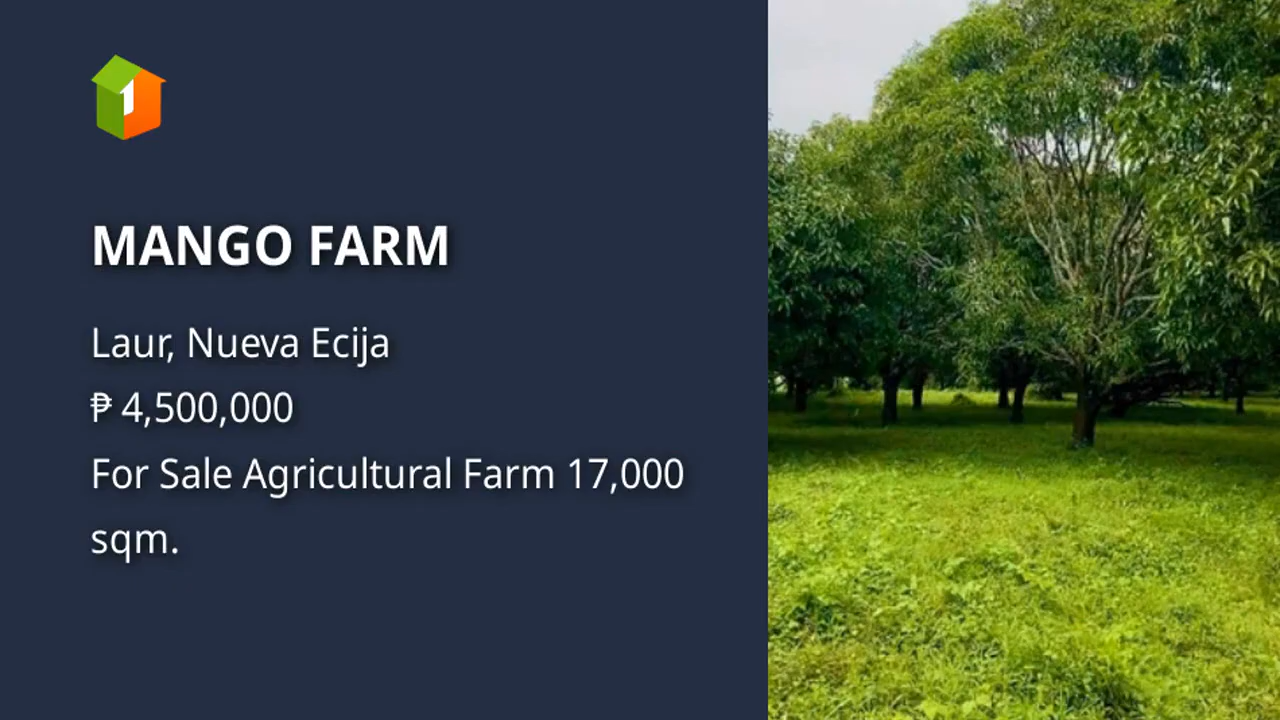 MANGO FARM
Laur, Nueva Ecija
₱ 4,500,000
For Sale Agricultural Farm 17,000
sqm.